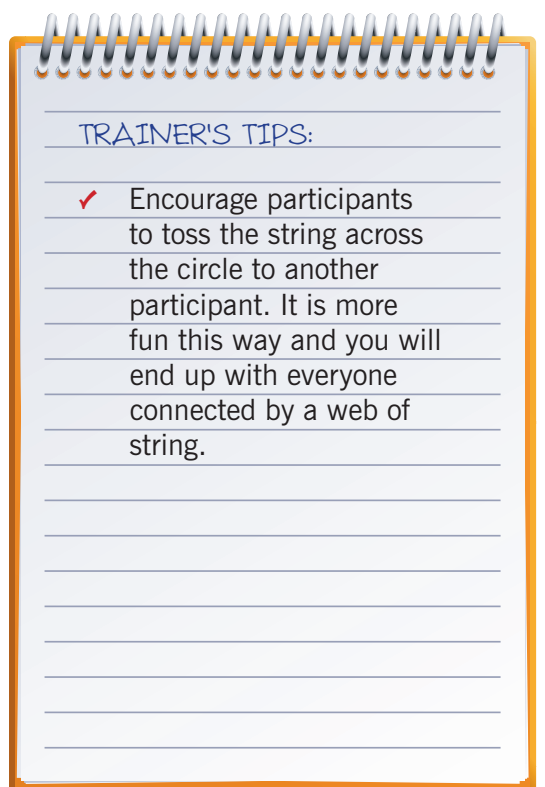 TRAINER'S TIPS:
✓ Encourage participants
to toss the string across
the circle to another
participant. It is more
fun this way and you will
end up with everyone
connected by a web of
string.